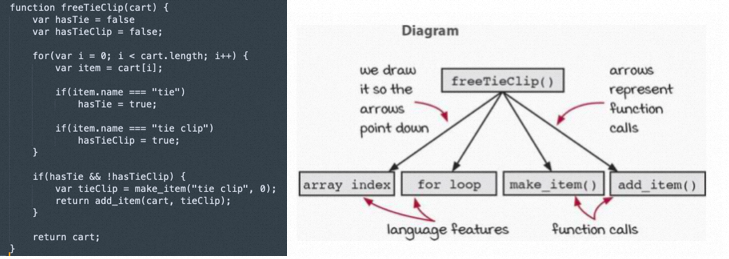 function freeTieClip(cart) {
    var hasTie = false
    var hasTieClip = false;
    for(var i = 0; i < cart.length; i++) {
        var item = cart[i];
        if(item.name === "tie")
            hasTie = true;
        if(item.name === "tie clip")
            hasTieClip = true;
    }
    if(hasTie && !hasTieClip) {
        var tieClip = make_item("tie clip", 0);
        return add_item(cart, tieClip);
    }
    return cart;
}
Diagram
we draw
it so the
arrows
point down
freeTieClip()
arrows
represent
function
calls
array index
for loop
make_item()
add_item()
language features
function calls